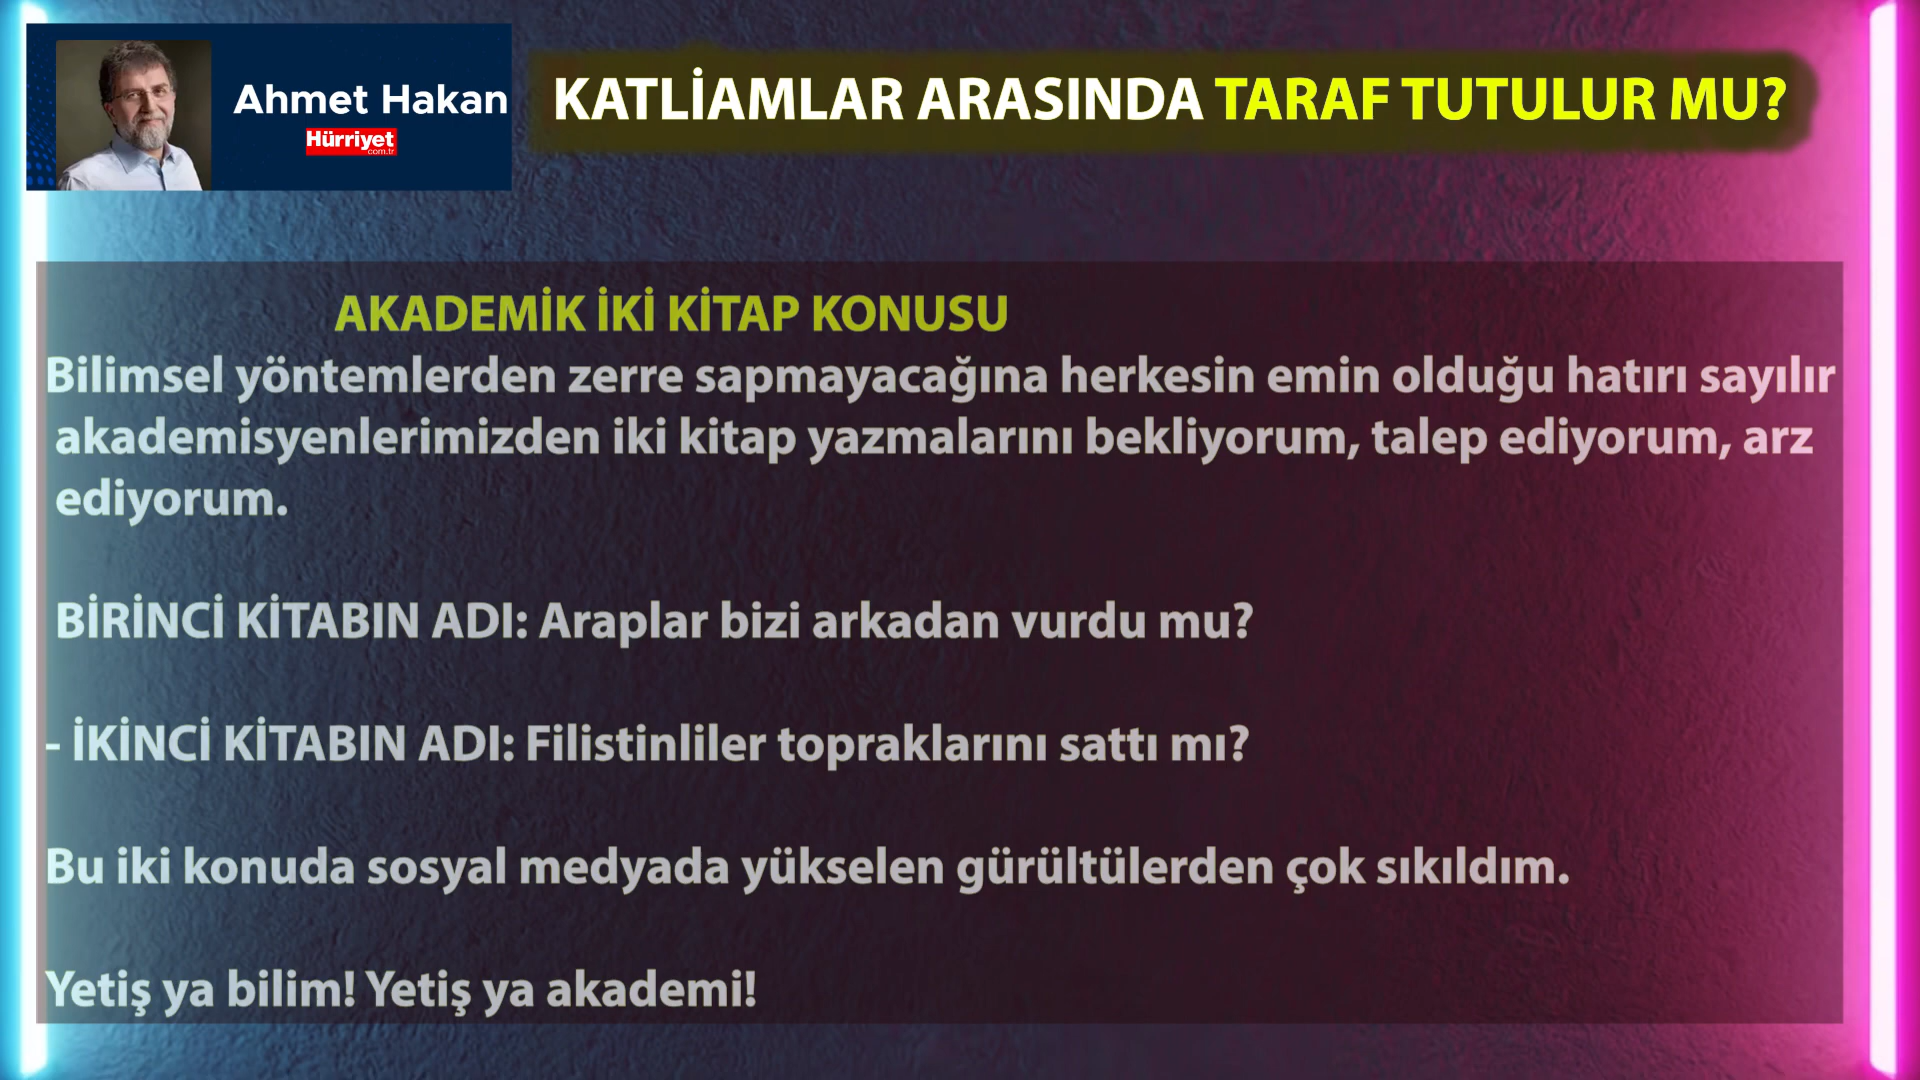 Ahmet Hakan
Hürriyet
com.tr
KATLİAMLAR ARASINDA TARAF TUTULUR MU?
AKADEMİK İKİ KİTAP KONUSU
Bilimsel yöntemlerden zerre sapmayacağına herkesin emin olduğu hatırı sayılır
akademisyenlerimizden iki kitap yazmalarını bekliyorum, talep ediyorum, arz
ediyorum.
BİRİNCİ KİTABIN ADI: Araplar bizi arkadan vurdu mu?
- İKİNCİ KİTABIN ADI: Filistinliler topraklarını sattı mı?
Bu iki konuda sosyal medyada yükselen gürültülerden çok sıkıldım.
Yetiş ya bilim! Yetiş ya akademi!